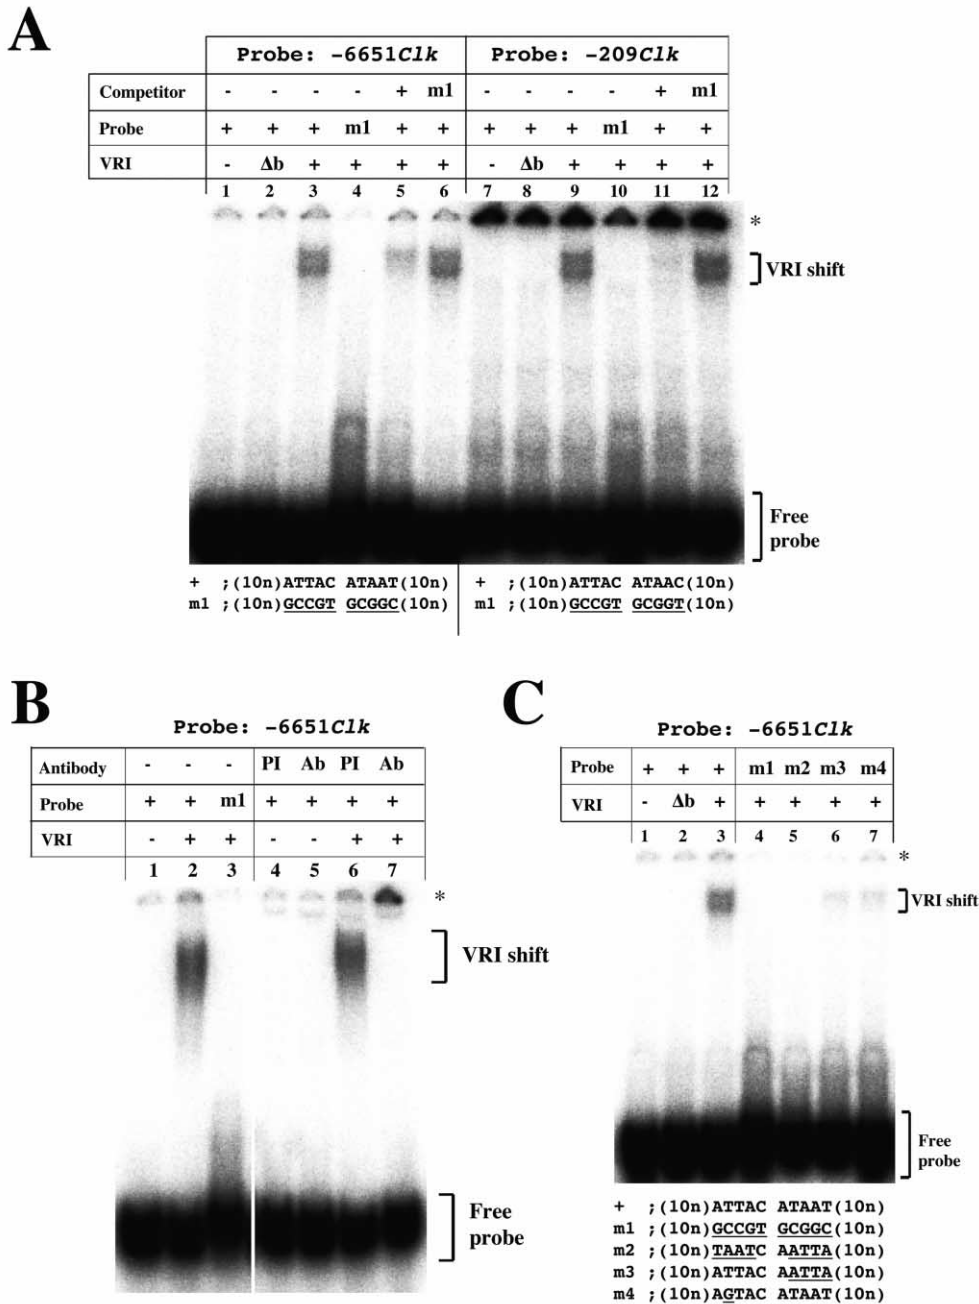 A
Probe: -6651Clk Probe: -209Clk
Competitor - - - - + m1 - - - - + m1
Probe + + + m1 + + + + + m1 + +
VRI - Δb + + + + - Δb + + + +
1 2 3 4 5 6 7 8 9 10 11 12
*
VRI shift
Free
probe
+ ;(10n)ATTAC ATAAT(10n) + ;(10n)ATTAC ATAAC(10n)
m1 ;(10n)GCCGT GCGGC(10n) m1 ;(10n)GCCGT GCGGT(10n)
B
Probe: -6651Clk
Antibody - - - PI Ab PI Ab
Probe + + m1 + + + +
VRI - + + - - + +
1 2 3 4 5 6 7
*
VRI shift
Free
probe
C
Probe: -6651Clk
Probe + + + m1 m2 m3 m4
VRI - Δb + + + + +
1 2 3 4 5 6 7
*
VRI shift
Free
probe
+ ;(10n)ATTAC ATAAT(10n)
m1 ;(10n)GCCGT GCGGC(10n)
m2 ;(10n)TAATC AATTA(10n)
m3 ;(10n)ATTAC AATTA(10n)
m4 ;(10n)AGTAC ATAAT(10n)